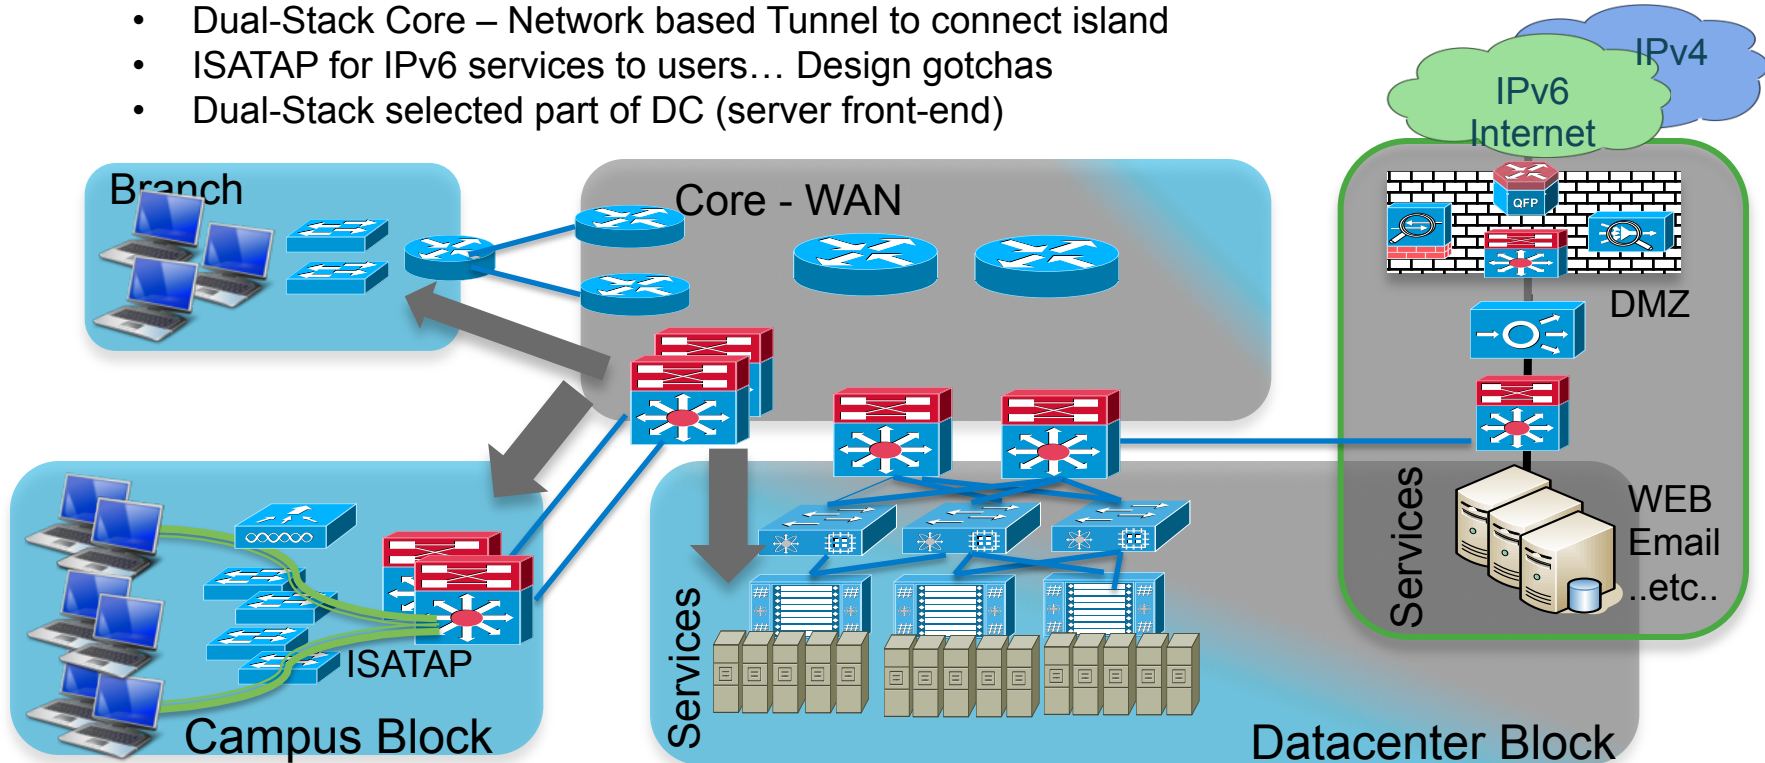 • Dual-Stack Core – Network based Tunnel to connect island
• ISATAP for IPv6 services to users… Design gotchas
• Dual-Stack selected part of DC (server front-end)
IPv4
IPv6
Internet
Branch
Core - WAN
QFP
DMZ
Services
WEB
Email
..etc..
ISATAP
Campus Block
Services
Datacenter Block